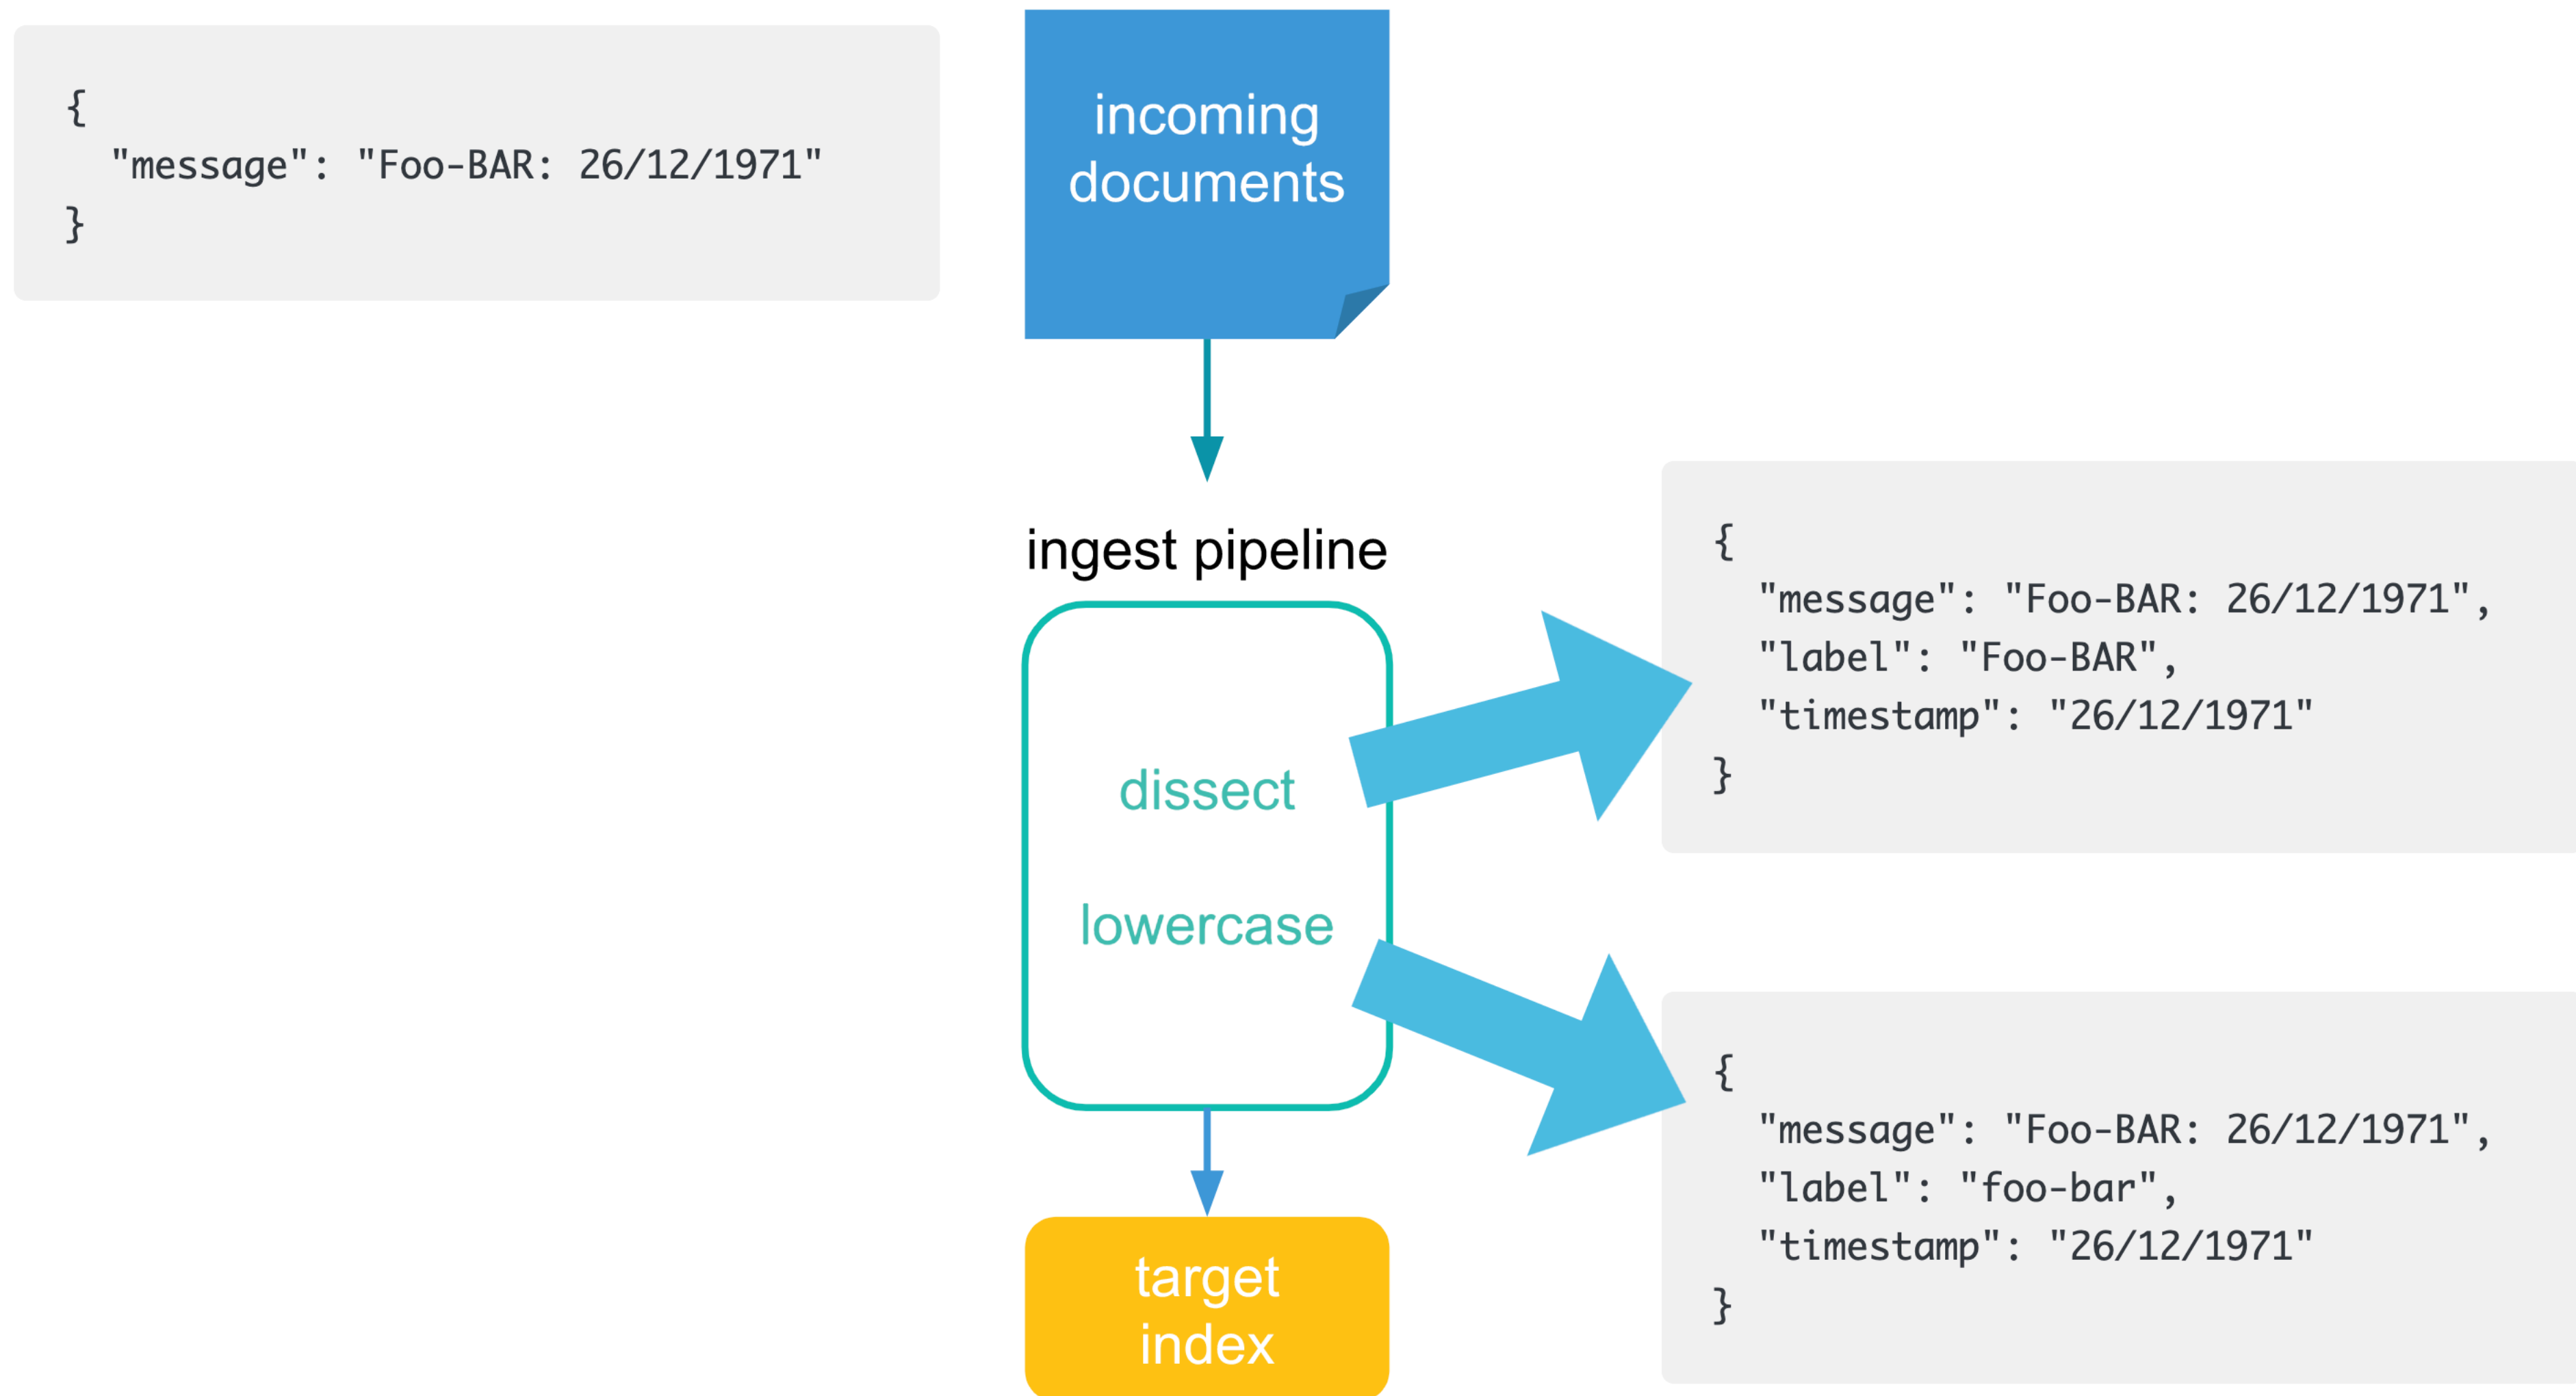 {
  "message": "Foo-BAR: 26/12/1971"
}
incoming
documents
ingest pipeline
dissect
lowercase
{
  "message": "Foo-BAR: 26/12/1971",
  "label": "Foo-BAR",
  "timestamp": "26/12/1971"
}
{
  "message": "Foo-BAR: 26/12/1971",
  "label": "foo-bar",
  "timestamp": "26/12/1971"
}
target
index